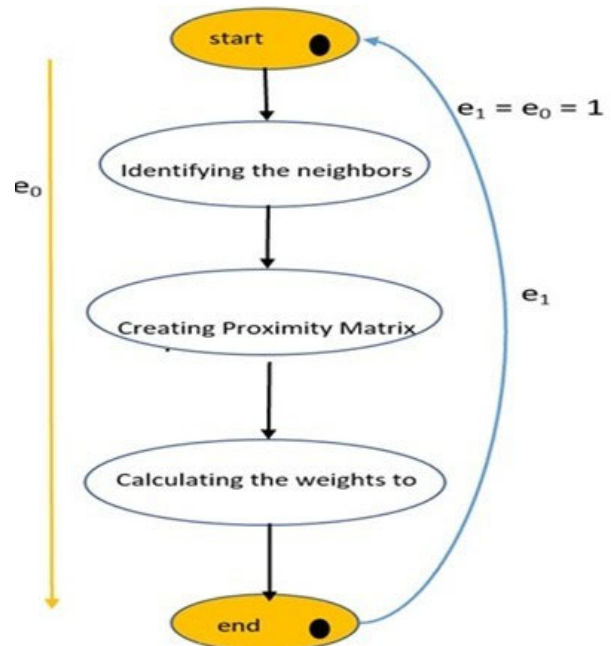 start
e₁ = e₀ = 1
Identifying the neighbors
e₀
e₁
Creating Proximity Matrix
Calculating the weights to
end